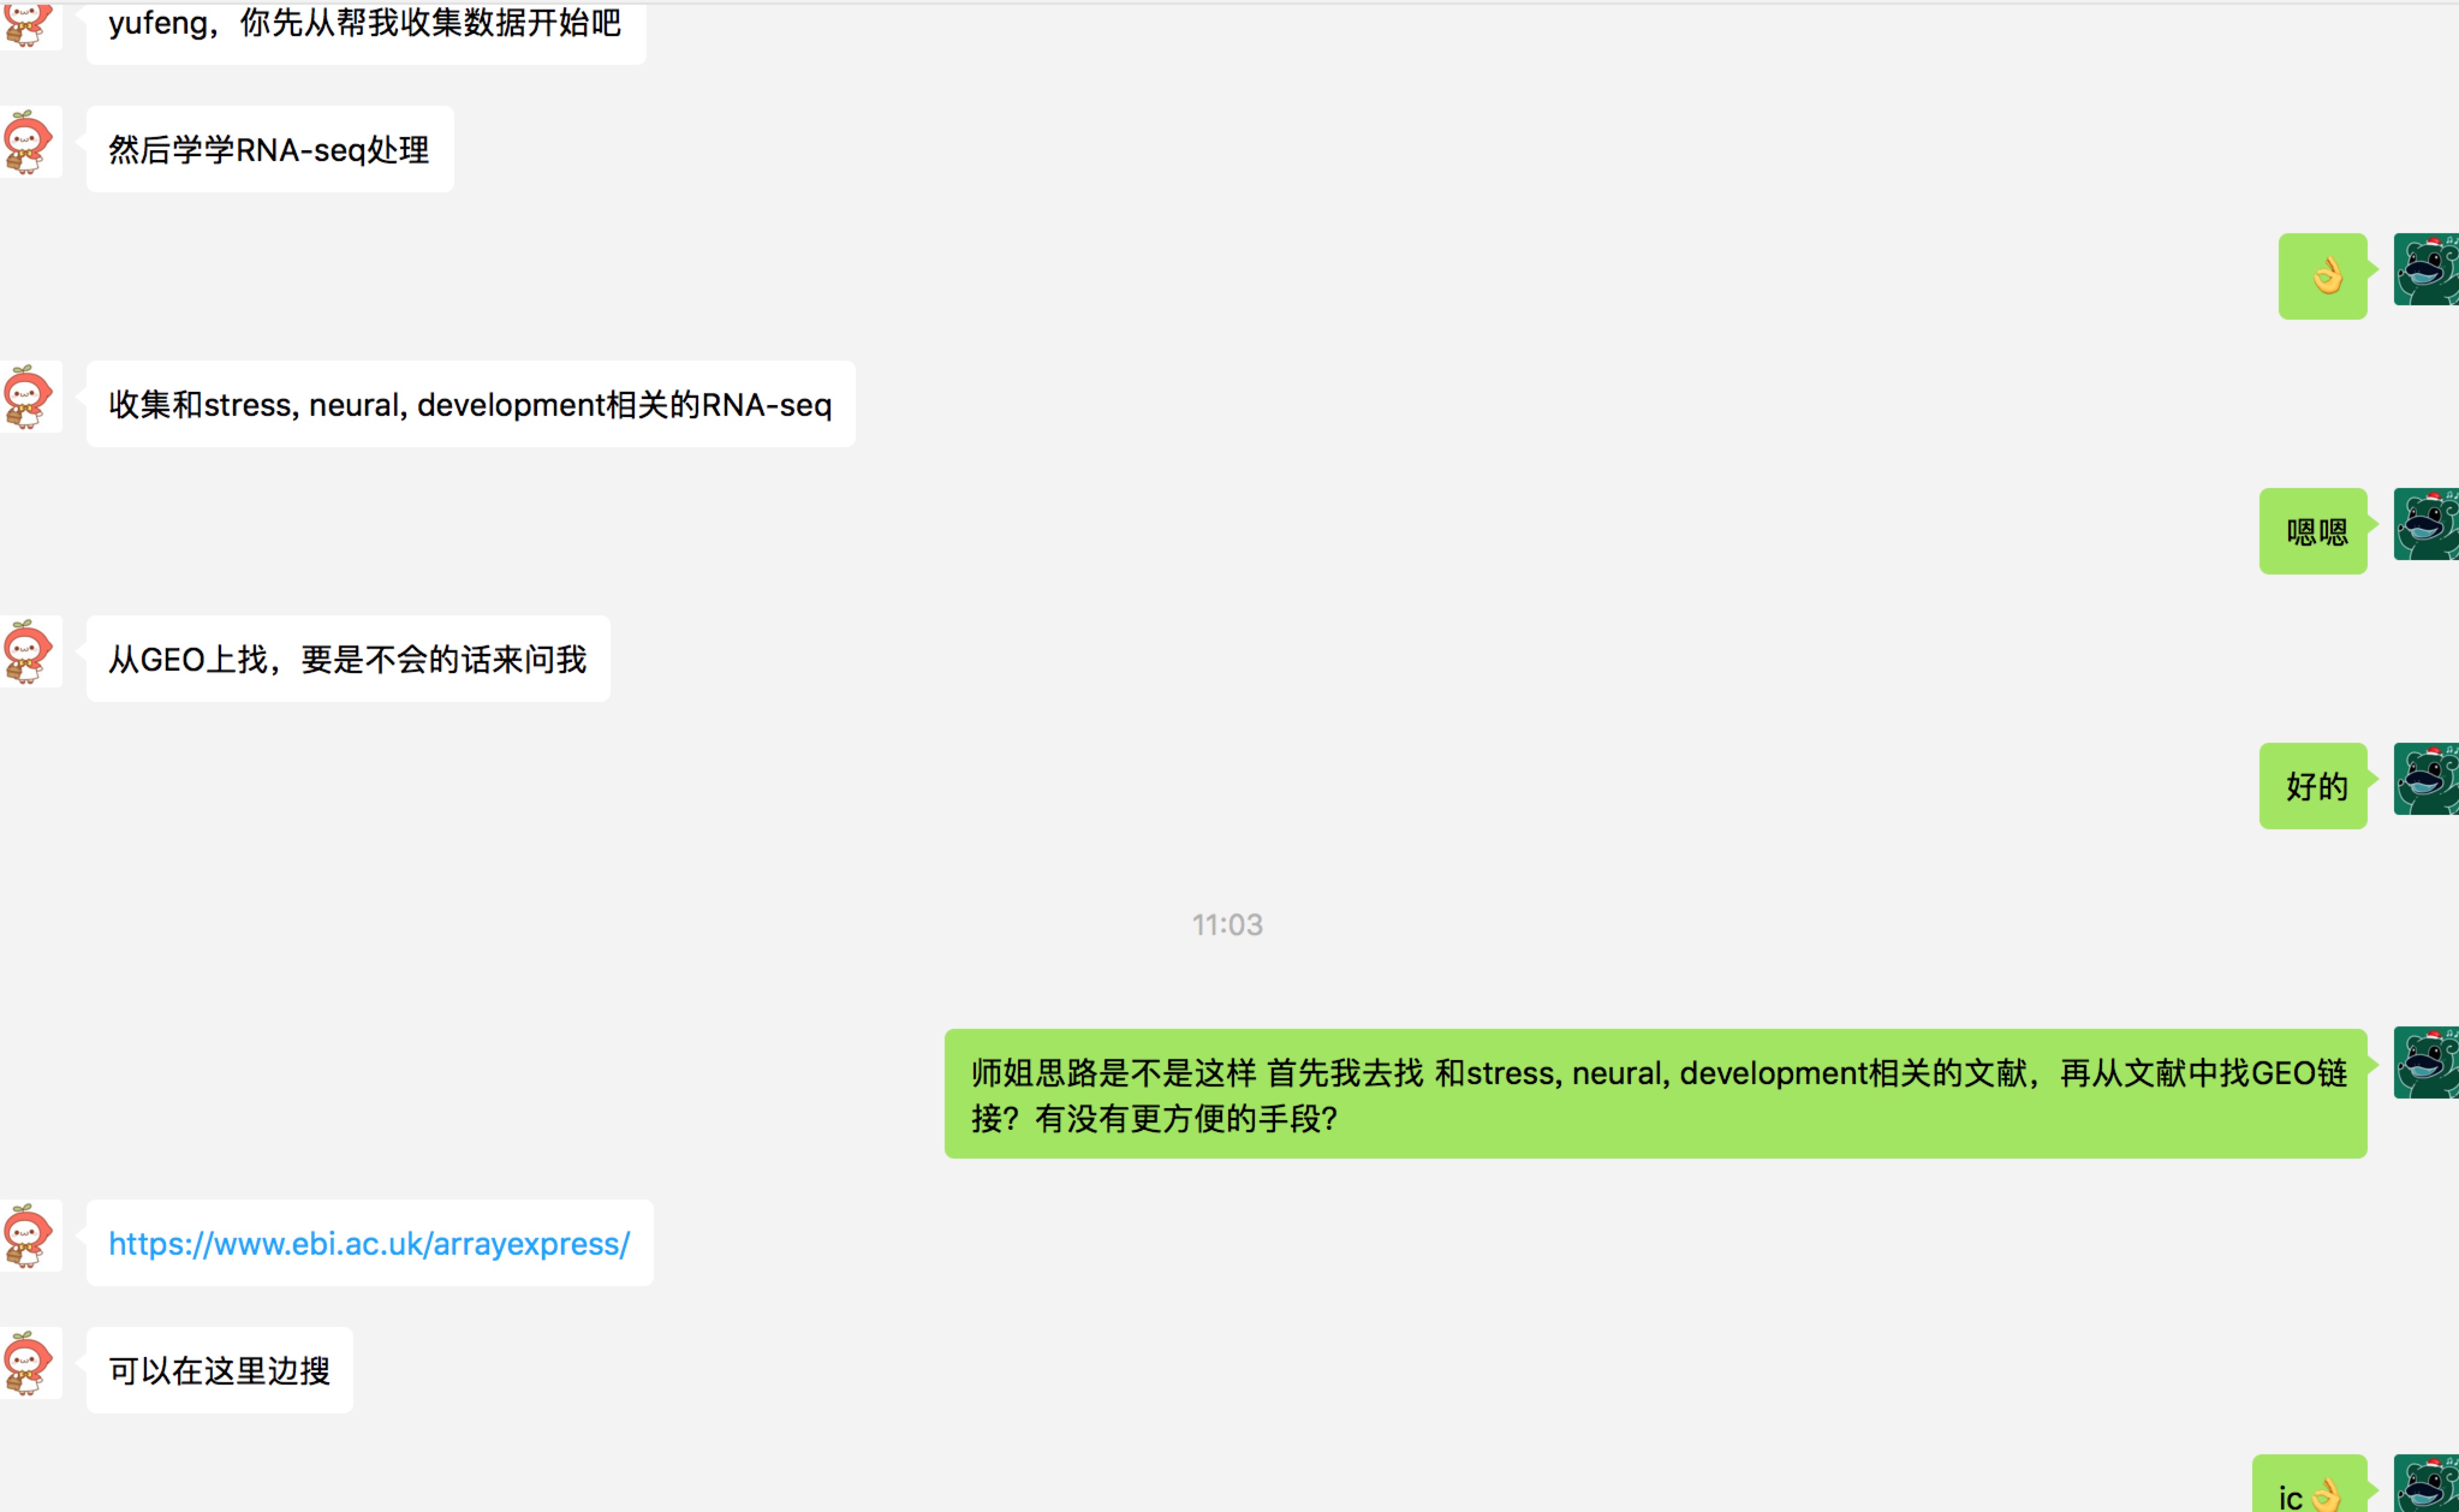 yufeng，你先从帮我收集数据开始吧
然后学学RNA-seq处理
👌
收集和stress, neural, development相关的RNA-seq
嗯嗯
从GEO上找，要是不会的话来问我
好的
11:03
师姐思路是不是这样 首先我去找 和stress, neural, development相关的文献，再从文献中找GEO链
接？有没有更方便的手段？
https://www.ebi.ac.uk/arrayexpress/
可以在这里边搜
ic👌